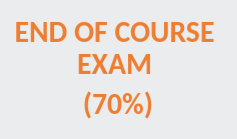 END OF COURSE
EXAM
(70%)